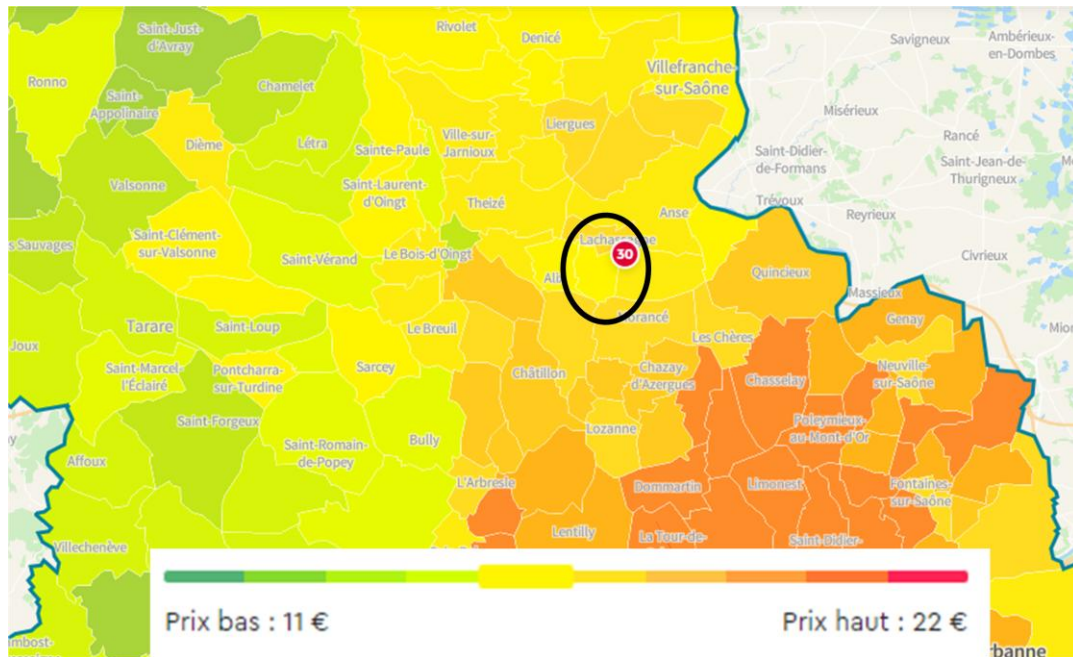 Rivolet
Denicé
Saint-Just-
d'Avray
Savigneux
Ambérieux-
en-Dombes
Ronno
Chamelet
Villefranche-
sur-Saône
Saint-
Appolinaire
Misérieux
Liergues
Dième
Létra
Sainte-Paule
Ville-sur-
Jarnioux
Rancé
Saint-Didier-
de-Formans
Saint-Jean-de-
Thurigneux
Valsonne
Saint-Laurent-
d'Oingt
Theizé
Trévoux
Anse
Reyrieux
s Sauvages
Saint-Clément-
sur-Valsonne
Saint-Vérand
Le Bois-d'Oingt
Lachassagne
30
Civrieux
Alix
Quincieux
Massieux
Tarare
Saint-Loup
Le Breuil
Morancé
Genay
Mion
Joux
Les Chères
Saint-Marcel-
l'Éclairé
Pontcharra-
sur-Turdine
Sarcey
Châtillon
Chazay-
d'Azergues
Chasselay
Neuville-
sur-Saône
Saint-Forgeux
Poleymieux-
au-Mont-d'Or
Lozanne
Saint-Romain-
de-Popey
Bully
Affoux
L'Arbresle
Dommartin
Limonest
Fontaines-
sur-Saône
Lentilly
La Tour-de-
Saint-Didier-
Villechenève
Prix bas : 11 €
Prix haut : 22 €
mbost-
rbanne